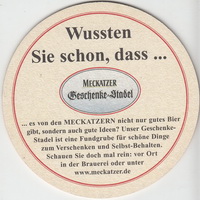 Wussten
Sie schon, dass ...
MECKATZER
Geschenke-Stadel
... es von den MECKATZERN nicht nur gutes Bier
gibt, sondern auch gute Ideen? Unser Geschenke-
Stadel ist eine Fundgrube für schöne Dinge
zum Verschenken und Selbst-Behalten.
Schauen Sie doch mal rein: vor Ort
in der Brauerei oder unter
www.meckatzer.de